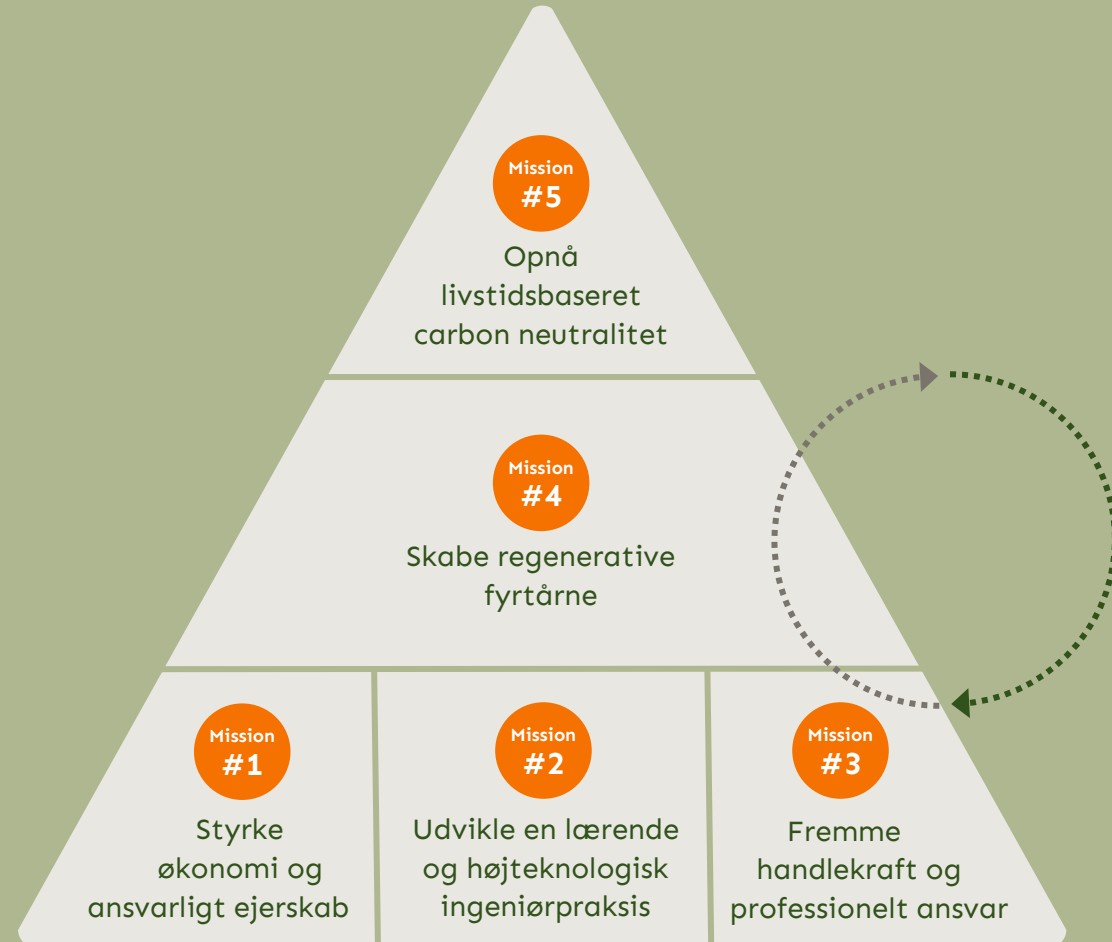 Mission
#5
Opnå
livstidsbaseret
carbon neutralitet
Mission
#4
Skabe regenerative
fyrtårne
Mission
#1
Styrke
økonomi og
ansvarligt ejerskab
Mission
#2
Udvikle en lærende
og højteknologisk
ingeniørpraksis
Mission
#3
Fremme
handlekraft og
professionelt ansvar